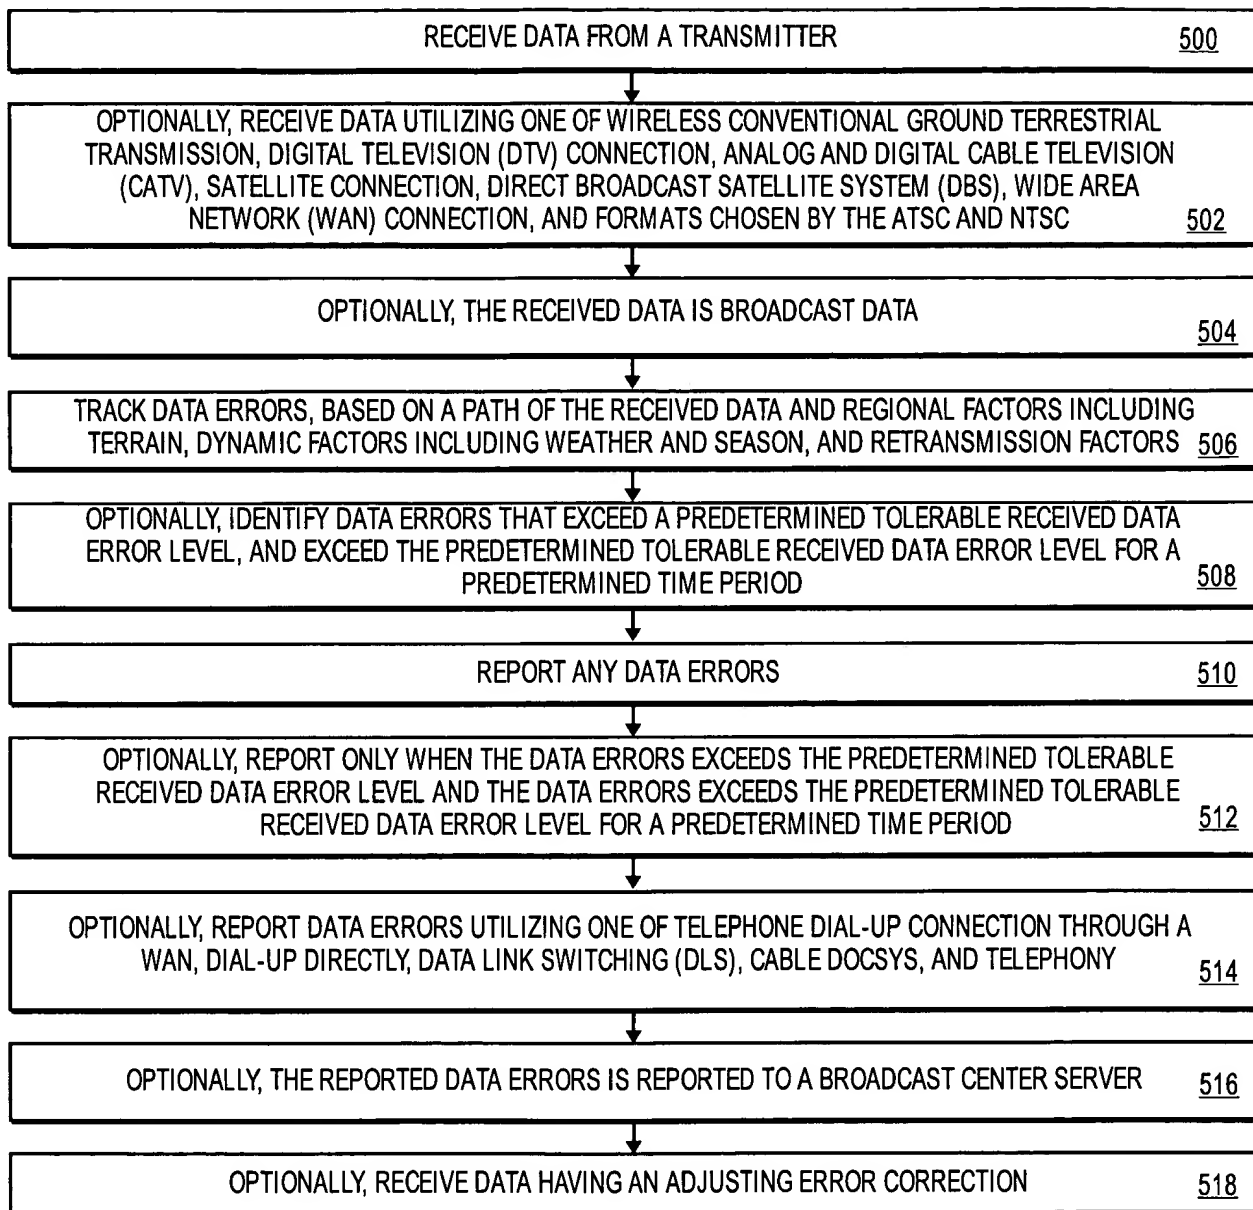 RECEIVE DATA FROM A TRANSMITTER 500
OPTIONALLY, RECEIVE DATA UTILIZING ONE OF WIRELESS CONVENTIONAL GROUND TERRESTRIAL
TRANSMISSION, DIGITAL TELEVISION (DTV) CONNECTION, ANALOG AND DIGITAL CABLE TELEVISION
(CATV), SATELLITE CONNECTION, DIRECT BROADCAST SATELLITE SYSTEM (DBS), WIDE AREA
NETWORK (WAN) CONNECTION, AND FORMATS CHOSEN BY THE ATSC AND NTSC 502
OPTIONALLY, THE RECEIVED DATA IS BROADCAST DATA
504
TRACK DATA ERRORS, BASED ON A PATH OF THE RECEIVED DATA AND REGIONAL FACTORS INCLUDING
TERRAIN, DYNAMIC FACTORS INCLUDING WEATHER AND SEASON, AND RETRANSMISSION FACTORS 506
OPTIONALLY, IDENTIFY DATA ERRORS THAT EXCEED A PREDETERMINED TOLERABLE RECEIVED DATA
ERROR LEVEL, AND EXCEED THE PREDETERMINED TOLERABLE RECEIVED DATA ERROR LEVEL FOR A
PREDETERMINED TIME PERIOD 508
REPORT ANY DATA ERRORS 510
OPTIONALLY, REPORT ONLY WHEN THE DATA ERRORS EXCEEDS THE PREDETERMINED TOLERABLE
RECEIVED DATA ERROR LEVEL AND THE DATA ERRORS EXCEEDS THE PREDETERMINED TOLERABLE
RECEIVED DATA ERROR LEVEL FOR A PREDETERMINED TIME PERIOD 512
OPTIONALLY, REPORT DATA ERRORS UTILIZING ONE OF TELEPHONE DIAL-UP CONNECTION THROUGH A
WAN, DIAL-UP DIRECTLY, DATA LINK SWITCHING (DLS), CABLE DOCSYS, AND TELEPHONY 514
OPTIONALLY, THE REPORTED DATA ERRORS IS REPORTED TO A BROADCAST CENTER SERVER 516
OPTIONALLY, RECEIVE DATA HAVING AN ADJUSTING ERROR CORRECTION 518